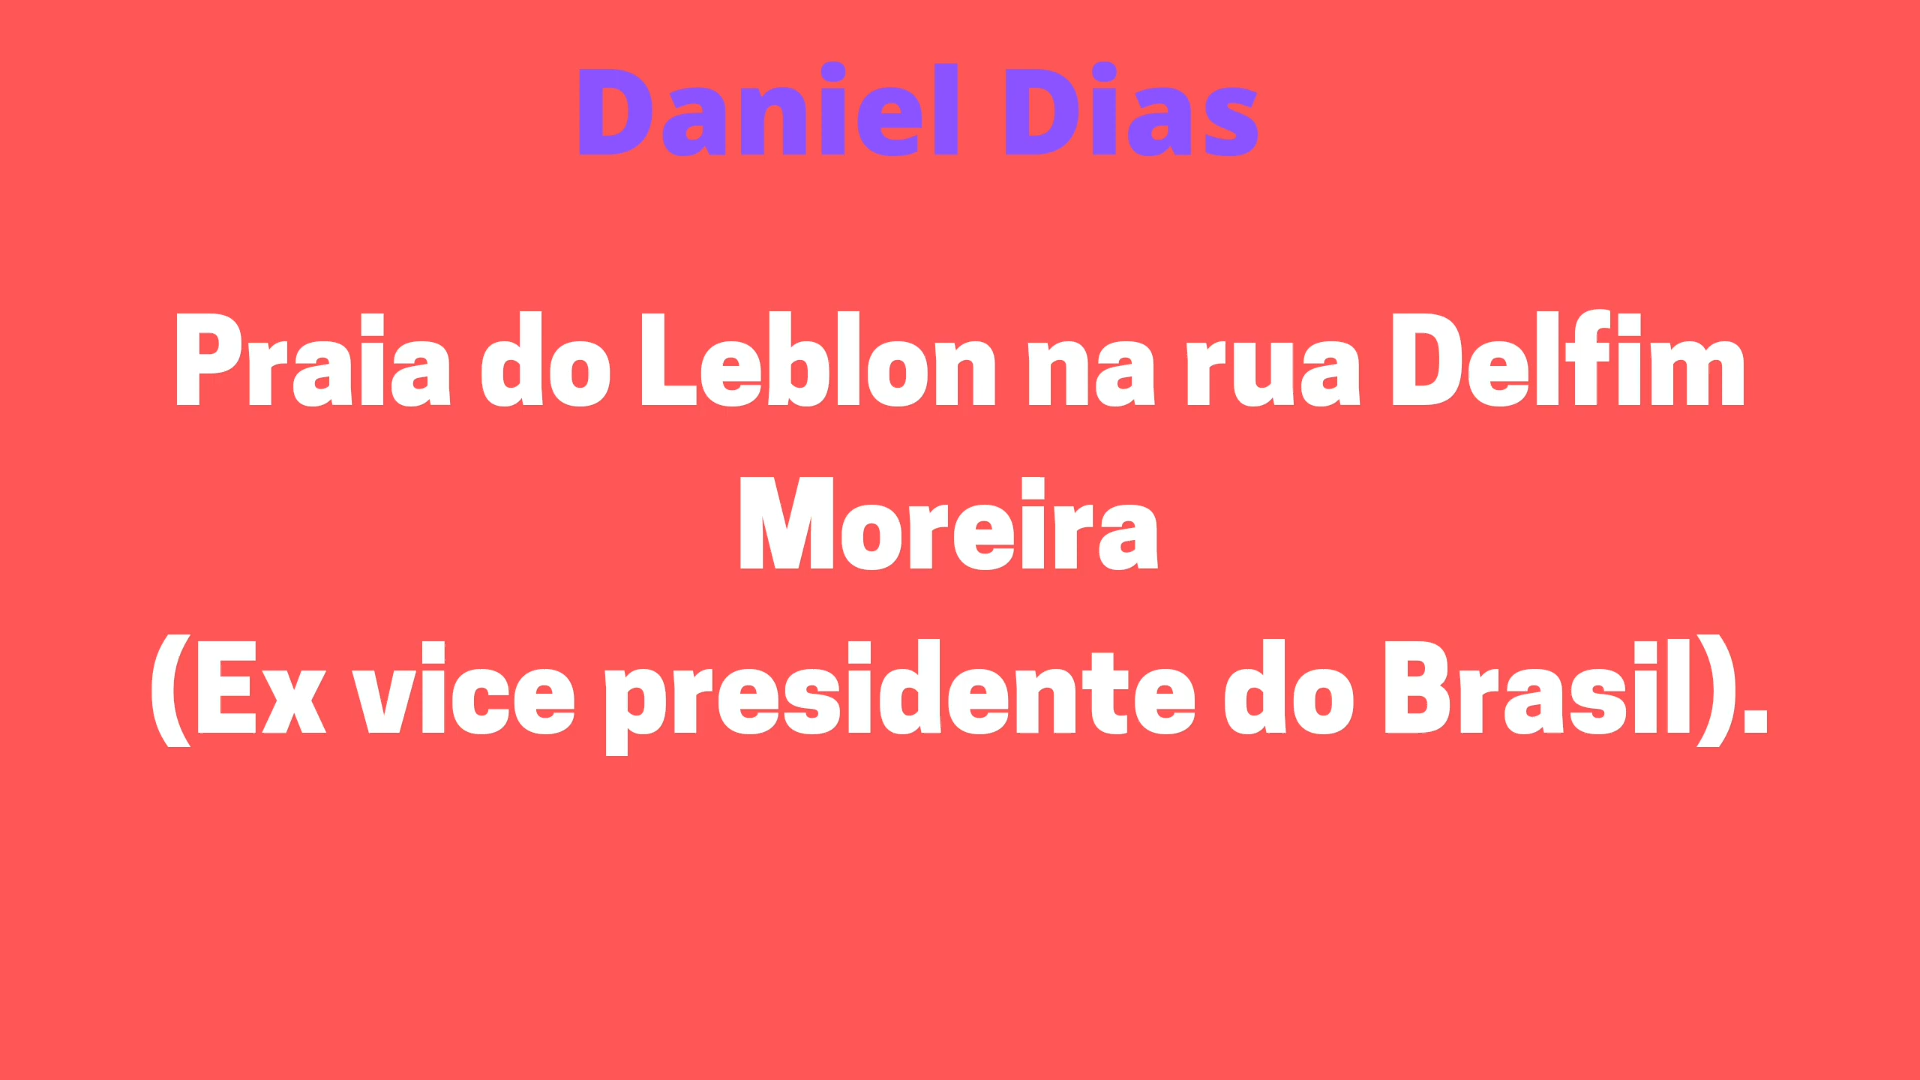 Daniel Dias
Praia do Leblon na rua Delfim
Moreira
(Ex vice presidente do Brasil).